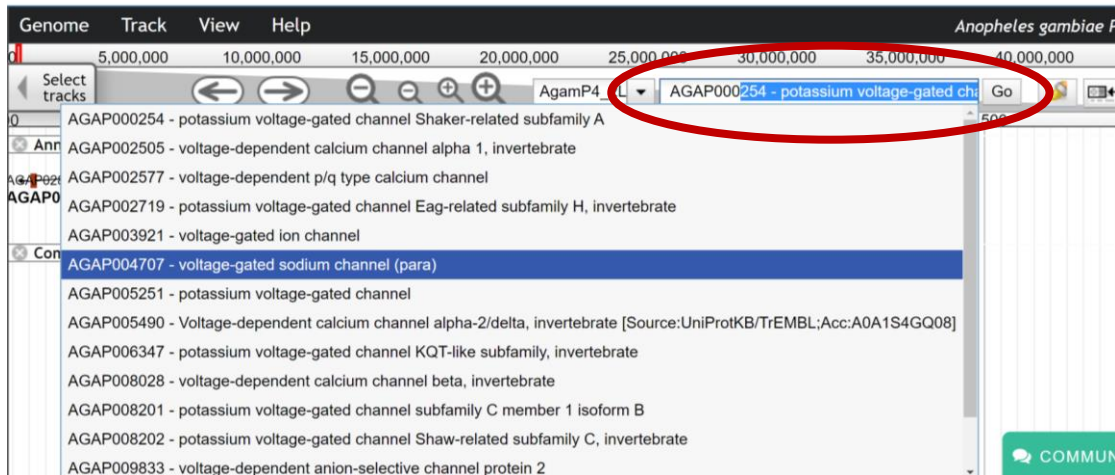 Genome Track View Help Anopheles gambiae P
0 5,000,000 10,000,000 15,000,000 20,000,000 25,000,000 30,000,000 35,000,000 40,000,000
Select tracks AgamP4_ AGAP000254 - potassium voltage-gated cha Go
AGAP000254 - potassium voltage-gated channel Shaker-related subfamily A
Ann AGAP002505 - voltage-dependent calcium channel alpha 1, invertebrate
AGAP002577 - voltage-dependent p/q type calcium channel
AGAP0 AGAP002719 - potassium voltage-gated channel Eag-related subfamily H, invertebrate
AGAP003921 - voltage-gated ion channel
Con AGAP004707 - voltage-gated sodium channel (para)
AGAP005251 - potassium voltage-gated channel
AGAP005490 - Voltage-dependent calcium channel alpha-2/delta, invertebrate [Source:UniProtKB/TrEMBL;Acc:A0A1S4GQ08]
AGAP006347 - potassium voltage-gated channel KQT-like subfamily, invertebrate
AGAP008028 - voltage-dependent calcium channel beta, invertebrate
AGAP008201 - potassium voltage-gated channel subfamily C member 1 isoform B
AGAP008202 - potassium voltage-gated channel Shaw-related subfamily C, invertebrate
AGAP009833 - voltage-dependent anion-selective channel protein 2
COMMUN